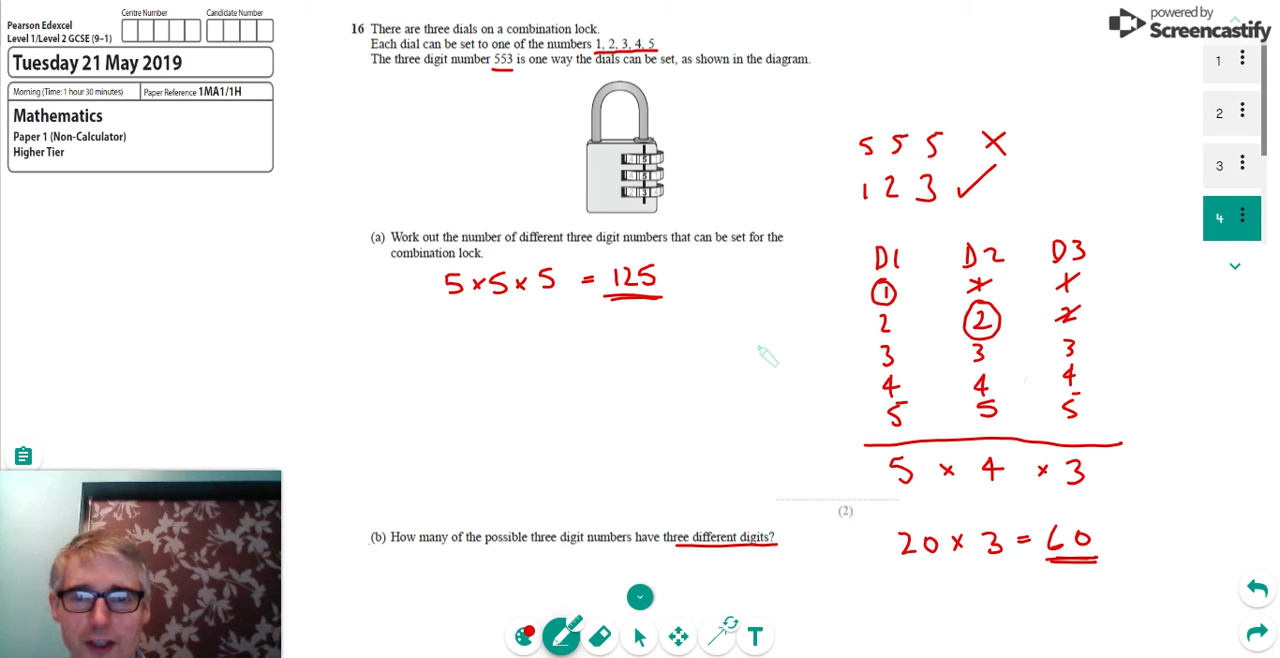 Pearson Edexcel
Level 1/Level 2 GCSE (9–1)
Centre Number
Candidate Number
Tuesday 21 May 2019
Morning (Time: 1 hour 30 minutes)
Paper Reference 1MA1/1H
Mathematics
Paper 1 (Non-Calculator)
Higher Tier
16 There are three dials on a combination lock.
Each dial can be set to one of the numbers 1, 2, 3, 4, 5
The three digit number 553 is one way the dials can be set, as shown in the diagram.
5
5
3
(a) Work out the number of different three digit numbers that can be set for the
combination lock.
5 × 5 × 5 = 125
(2)
(b) How many of the possible three digit numbers have three different digits?
5 5 5 X
1 2 3 ✓
D1 D2 D3
1 1 1
2 2 2
3 3 3
4 4 4
5 5 5
5 × 4 × 3
20 × 3 = 60
powered by
Screencastify
1
2
3
4
T